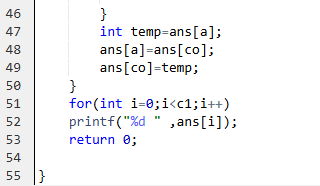 46 }
47 int temp=ans[a];
48 ans[a]=ans[co];
49 ans[co]=temp;
50 }
51 for(int i=0;i<c1;i++)
52 printf("%d " ,ans[i]);
53 return 0;
54
55 }